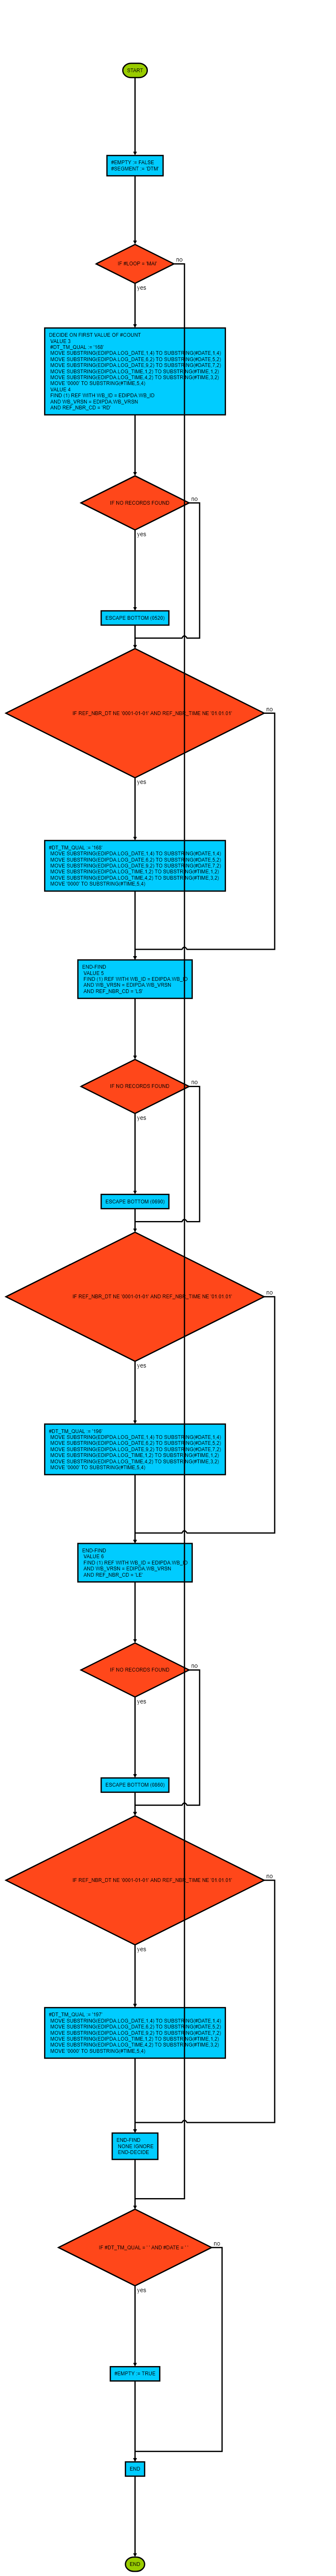 START
#EMPTY := FALSE
#SEGMENT := 'DTM'
IF #LOOP = 'MAI'
no
yes
DECIDE ON FIRST VALUE OF #COUNT
VALUE 2
#DT_TM_QUAL := '168'
MOVE SUBSTRING(EDIPDA.LOG_DATE,1,4) TO SUBSTRING(#DATE,1,4)
MOVE SUBSTRING(EDIPDA.LOG_DATE,6,2) TO SUBSTRING(#DATE,5,2)
MOVE SUBSTRING(EDIPDA.LOG_DATE,9,2) TO SUBSTRING(#DATE,7,2)
MOVE SUBSTRING(EDIPDA.LOG_TIME,1,2) TO SUBSTRING(#TIME,1,2)
MOVE SUBSTRING(EDIPDA.LOG_TIME,4,2) TO SUBSTRING(#TIME,3,2)
MOVE '0000' TO SUBSTRING(#TIME,5,4)
VALUE 4
FIND (1) REF WITH WB_ID = EDIPDA.WB_ID
AND WB_VRSN = EDIPDA.WB_VRSN
AND REF_NBR_CD = 'RD'
IF NO RECORDS FOUND
no
yes
ESCAPE BOTTOM (0520)
IF REF_NBR_DT NE '0001-01-01' AND REF_NBR_TIME NE '01.01.01'
no
yes
#DT_TM_QUAL := '168'
MOVE SUBSTRING(EDIPDA.LOG_DATE,1,4) TO SUBSTRING(#DATE,1,4)
MOVE SUBSTRING(EDIPDA.LOG_DATE,6,2) TO SUBSTRING(#DATE,5,2)
MOVE SUBSTRING(EDIPDA.LOG_DATE,9,2) TO SUBSTRING(#DATE,7,2)
MOVE SUBSTRING(EDIPDA.LOG_TIME,1,2) TO SUBSTRING(#TIME,1,2)
MOVE SUBSTRING(EDIPDA.LOG_TIME,4,2) TO SUBSTRING(#TIME,3,2)
MOVE '0000' TO SUBSTRING(#TIME,5,4)
END-FIND
VALUE 5
FIND (1) REF WITH WB_ID = EDIPDA.WB_ID
AND WB_VRSN = EDIPDA.WB_VRSN
AND REF_NBR_CD = 'LS'
IF NO RECORDS FOUND
no
yes
ESCAPE BOTTOM
IF REF_NBR_DT NE '0001-01-01' AND REF_NBR_TIME NE '01.01.01'
no
yes
#DT_TM_QUAL := '196'
MOVE SUBSTRING(EDIPDA.LOG_DATE,1,4) TO SUBSTRING(#DATE,1,4)
MOVE SUBSTRING(EDIPDA.LOG_DATE,6,2) TO SUBSTRING(#DATE,5,2)
MOVE SUBSTRING(EDIPDA.LOG_DATE,9,2) TO SUBSTRING(#DATE,7,2)
MOVE SUBSTRING(EDIPDA.LOG_TIME,1,2) TO SUBSTRING(#TIME,1,2)
MOVE SUBSTRING(EDIPDA.LOG_TIME,4,2) TO SUBSTRING(#TIME,3,2)
MOVE '0000' TO SUBSTRING(#TIME,5,4)
END-FIND
VALUE 6
FIND (1) REF WITH WB_ID = EDIPDA.WB_ID
AND WB_VRSN = EDIPDA.WB_VRSN
AND REF_NBR_CD = 'LE'
IF NO RECORDS FOUND
no
yes
ESCAPE BOTTOM
IF REF_NBR_DT NE '0001-01-01' AND REF_NBR_TIME NE '01.01.01'
no
yes
#DT_TM_QUAL := '197'
MOVE SUBSTRING(EDIPDA.LOG_DATE,1,4) TO SUBSTRING(#DATE,1,4)
MOVE SUBSTRING(EDIPDA.LOG_DATE,6,2) TO SUBSTRING(#DATE,5,2)
MOVE SUBSTRING(EDIPDA.LOG_DATE,9,2) TO SUBSTRING(#DATE,7,2)
MOVE SUBSTRING(EDIPDA.LOG_TIME,1,2) TO SUBSTRING(#TIME,1,2)
MOVE SUBSTRING(EDIPDA.LOG_TIME,4,2) TO SUBSTRING(#TIME,3,2)
MOVE '0000' TO SUBSTRING(#TIME,5,4)
END-FIND
NONE IGNORE
END-DECIDE
IF #DT_TM_QUAL = ' ' AND #DATE = ' '
no
yes
#EMPTY := TRUE
END
END